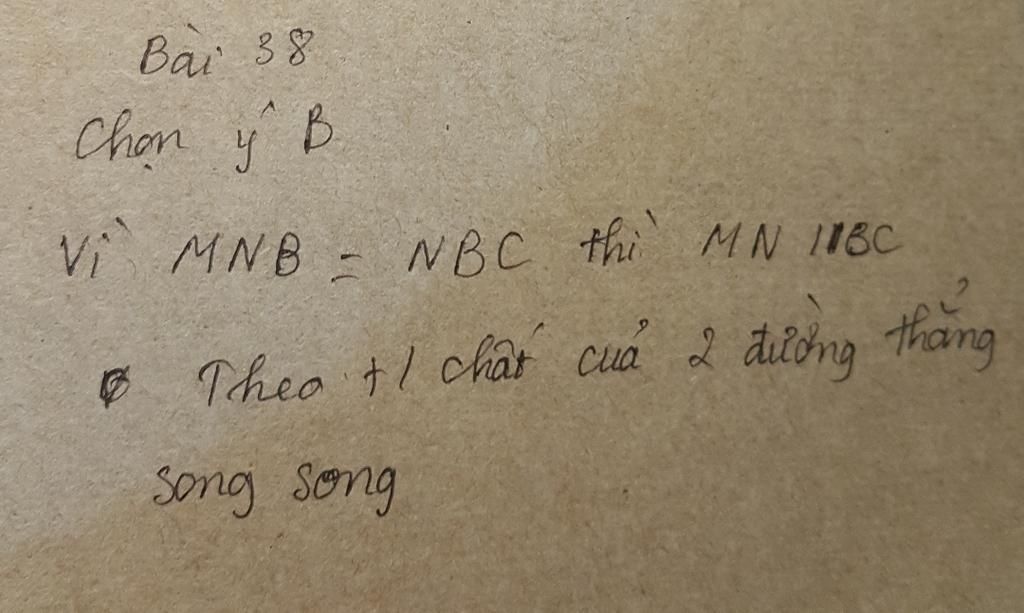 Bài 38
Chọn ý B
Vì MNB = NBC thì MN // BC
Theo t/ chất của 2 đường thẳng
song song